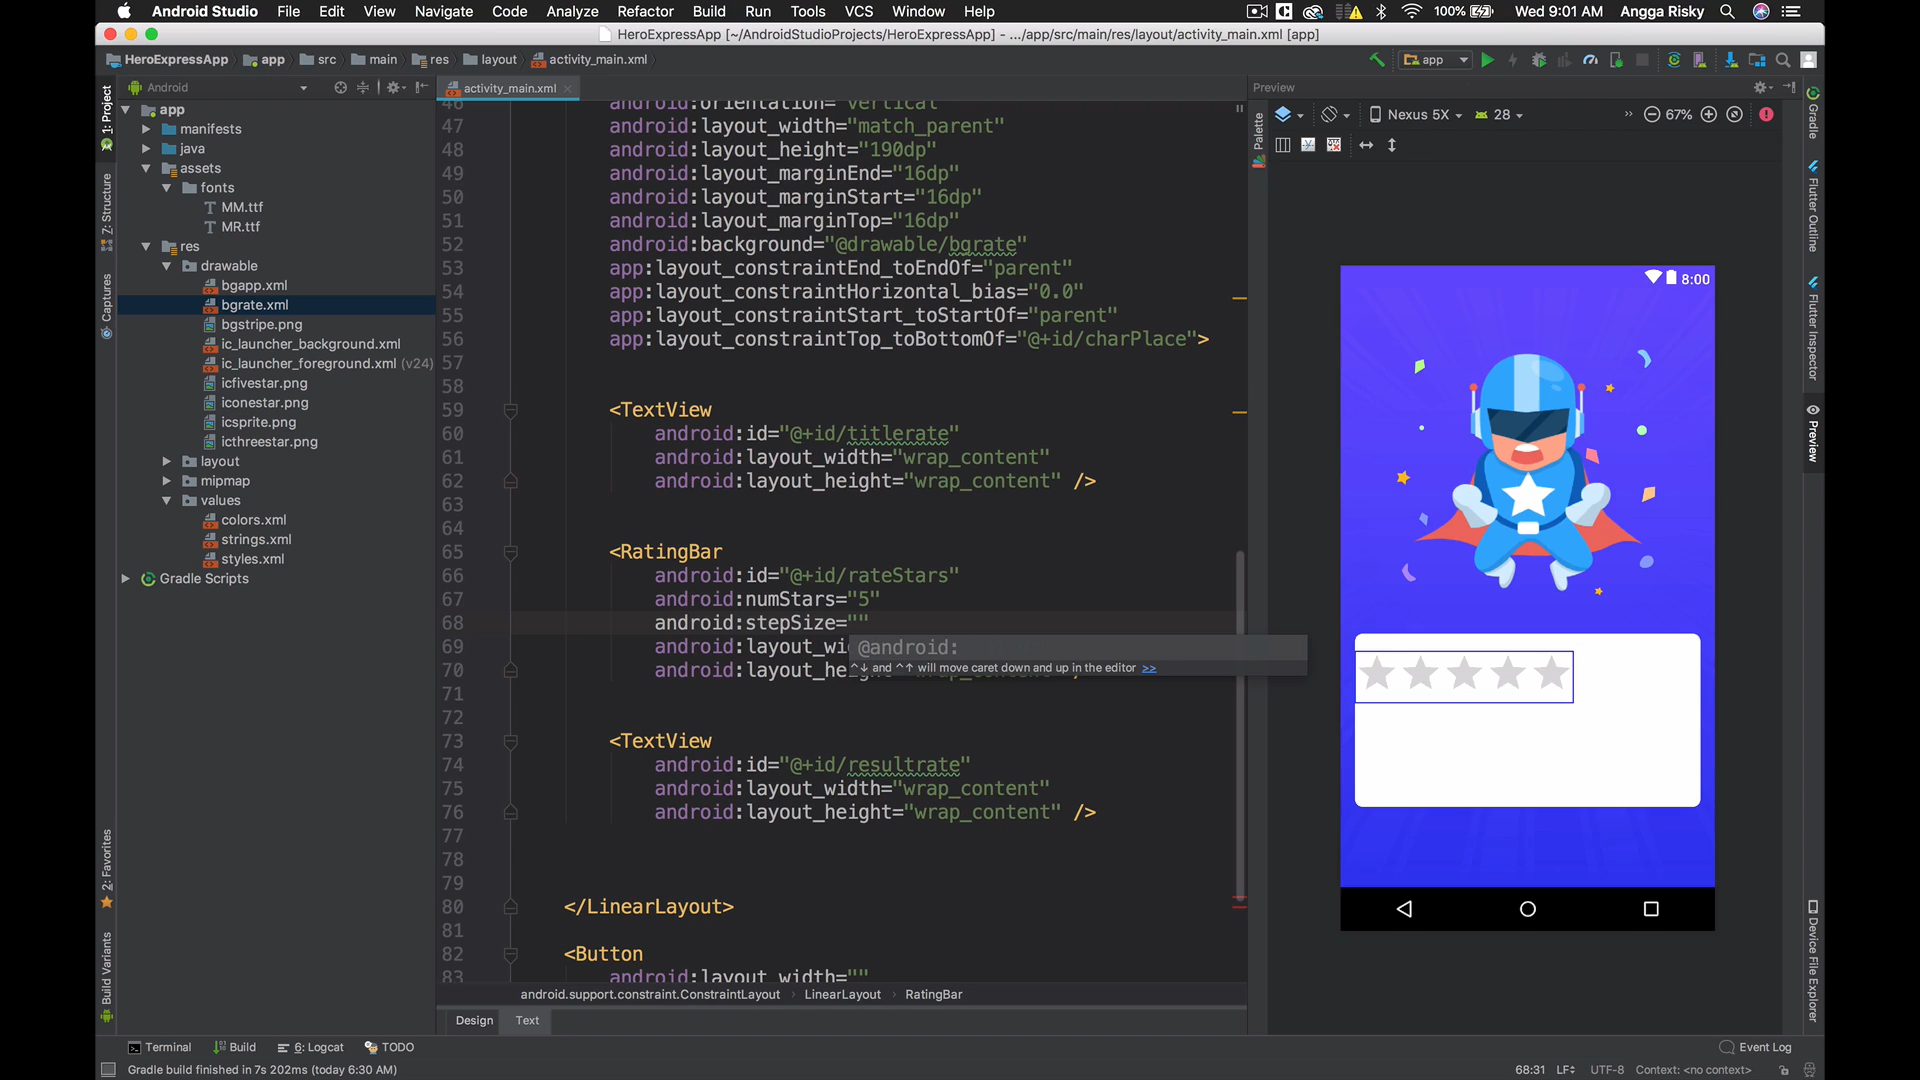 Android Studio File Edit View Navigate Code Analyze Refactor Build Run Tools VCS Window Help 100% Wed 9:01 AM Angga Risky
HeroExpressApp [~/AndroidStudioProjects/HeroExpressApp] - .../app/src/main/res/layout/activity_main.xml [app]
HeroExpressApp app src main res layout activity_main.xml app
Android
activity_main.xml
Preview
1: Project
Z: Structure
Captures
2: Favorites
Build Variants
app
manifests
java
assets
fonts
MM.ttf
MR.ttf
res
drawable
bgapp.xml
bgrate.xml
bgstripe.png
ic_launcher_background.xml
ic_launcher_foreground.xml (v24)
icfivestar.png
iconestar.png
icsprite.png
icthreestar.png
layout
mipmap
values
colors.xml
strings.xml
styles.xml
Gradle Scripts
46 android:orientation="vertical"
47 android:layout_width="match_parent"
48 android:layout_height="190dp"
49 android:layout_marginEnd="16dp"
50 android:layout_marginStart="16dp"
51 android:layout_marginTop="16dp"
52 android:background="@drawable/bgrate"
53 app:layout_constraintEnd_toEndOf="parent"
54 app:layout_constraintHorizontal_bias="0.0"
55 app:layout_constraintStart_toStartOf="parent"
56 app:layout_constraintTop_toBottomOf="@+id/charPlace">
57
58
59 <TextView
60 android:id="@+id/titlerate"
61 android:layout_width="wrap_content"
62 android:layout_height="wrap_content" />
63
64
65 <RatingBar
66 android:id="@+id/rateStars"
67 android:numStars="5"
68 android:stepSize=""
69 android:layout_wi
@android:
^↓ and ^↑ will move caret down and up in the editor >>
70 android:layout_he
71
72
73 <TextView
74 android:id="@+id/resultrate"
75 android:layout_width="wrap_content"
76 android:layout_height="wrap_content" />
77
78
79
80 </LinearLayout>
81
82 <Button
83 android:layout_width=""
android.support.constraint.ConstraintLayout › LinearLayout › RatingBar
Design Text
Palette
Nexus 5X 28 » 67%
8:00
Gradle
Flutter Outline
Flutter Inspector
Preview
Device File Explorer
Terminal Build 6: Logcat TODO Event Log
Gradle build finished in 7s 202ms (today 6:30 AM) 68:31 LF÷ UTF-8 Context: <no context>